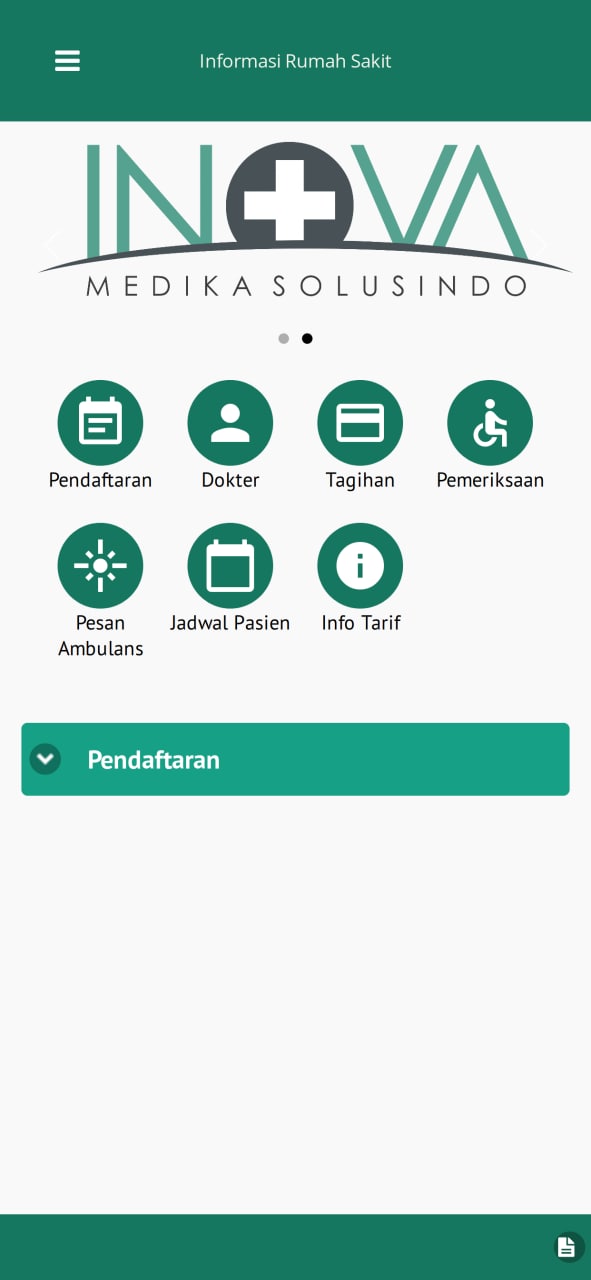 Informasi Rumah Sakit
INOVA
MEDIKA SOLUSINDO
Pendaftaran
Dokter
Tagihan
Pemeriksaan
Pesan
Ambulans
Jadwal Pasien
Info Tarif
Pendaftaran